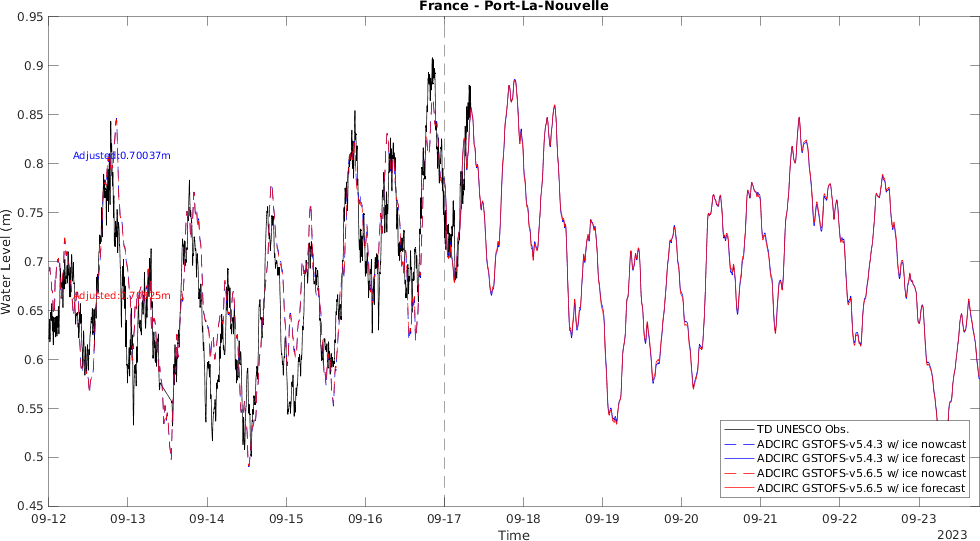 France - Port-La-Nouvelle
0.95
0.9
0.85
0.8
0.75
0.7
0.65
0.6
0.55
0.5
0.45
Water Level (m)
Adjusted:0.70037m
TD UNESCO Obs.
ADCIRC GSTOFS-v5.4.3 w/ ice nowcast
ADCIRC GSTOFS-v5.4.3 w/ ice forecast
ADCIRC GSTOFS-v5.6.5 w/ ice nowcast
ADCIRC GSTOFS-v5.6.5 w/ ice forecast
09-12 09-13 09-14 09-15 09-16 09-17 09-18 09-19 09-20 09-21 09-22 09-23
Time
2023